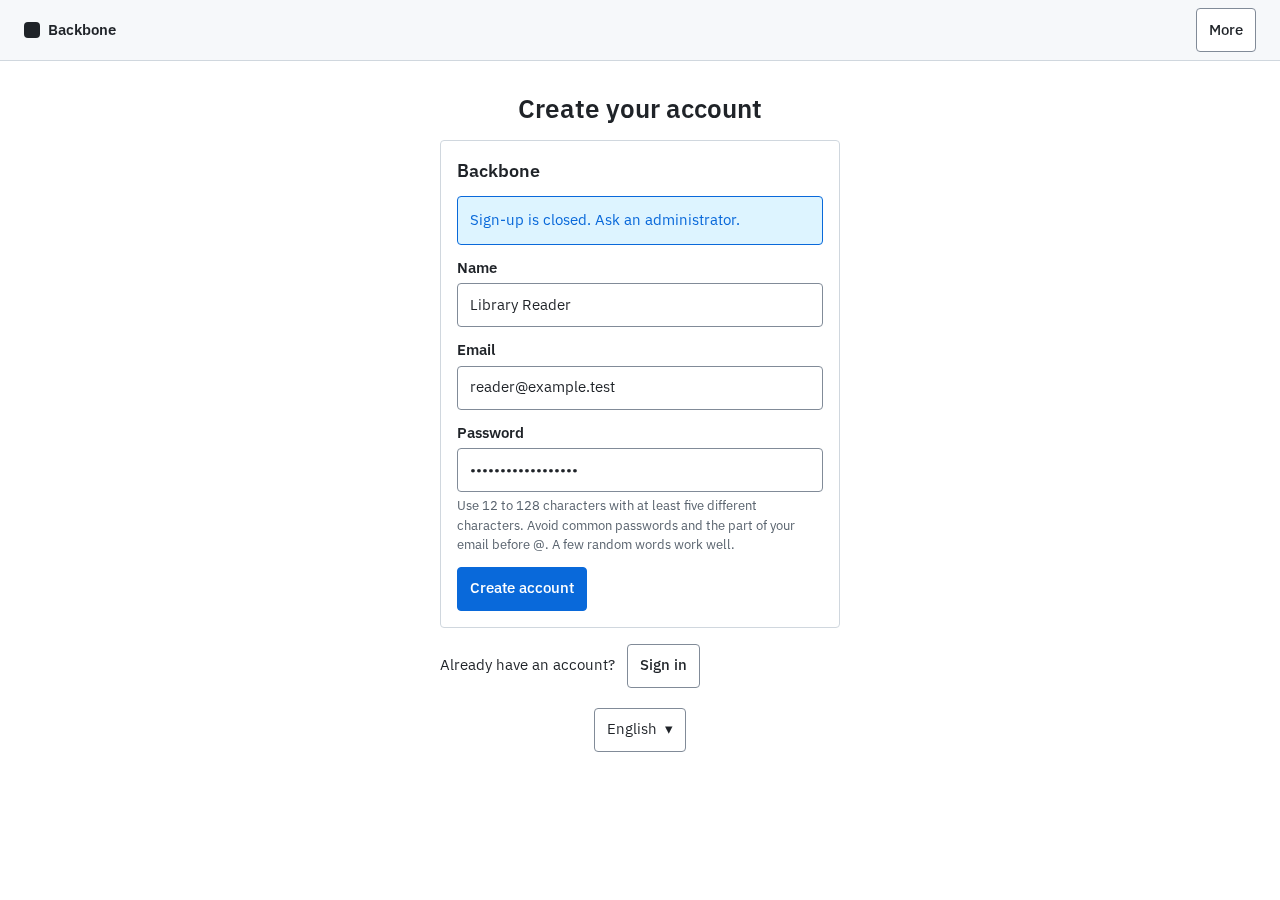 Backbone
More
Create your account
Backbone
Sign-up is closed. Ask an administrator.
Name
Library Reader
Email
reader@example.test
Password
••••••••••••••••••
Use 12 to 128 characters with at least five different
characters. Avoid common passwords and the part of your
email before @. A few random words work well.
Create account
Already have an account?
Sign in
English ▾